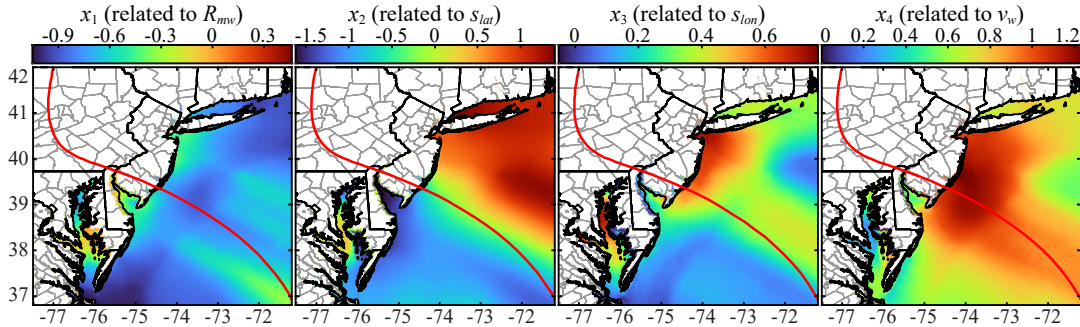 x1 (related to Rmw) x2 (related to slat) x3 (related to slon) x4 (related to vw)
-0.9 -0.6 -0.3 0 0.3 -1.5 -1 -0.5 0 0.5 1 0 0.2 0.4 0.6 0 0.2 0.4 0.6 0.8 1 1.2
42
41
40
39
38
37
-77 -76 -75 -74 -73 -72 -77 -76 -75 -74 -73 -72 -77 -76 -75 -74 -73 -72 -77 -76 -75 -74 -73 -72